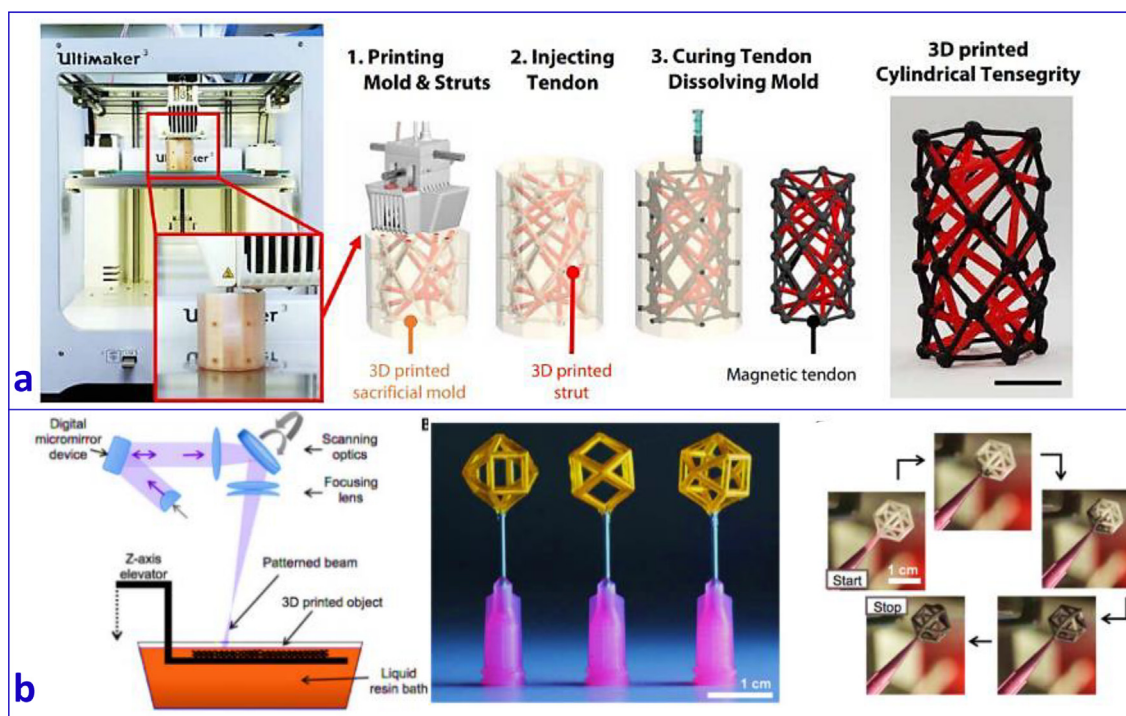 Ultimaker³
1. Printing
Mold & Struts
2. Injecting
Tendon
3. Curing Tendon
Dissolving Mold
3D printed
Cylindrical Tensegrity
3D printed
sacrificial mold
3D printed
strut
Magnetic tendon
a
Digital
micromirror
device
Scanning
optics
Focusing
lens
Z-axis
elevator
Patterned beam
3D printed object
Liquid
resin bath
b
1 cm
Start
1 cm
Stop